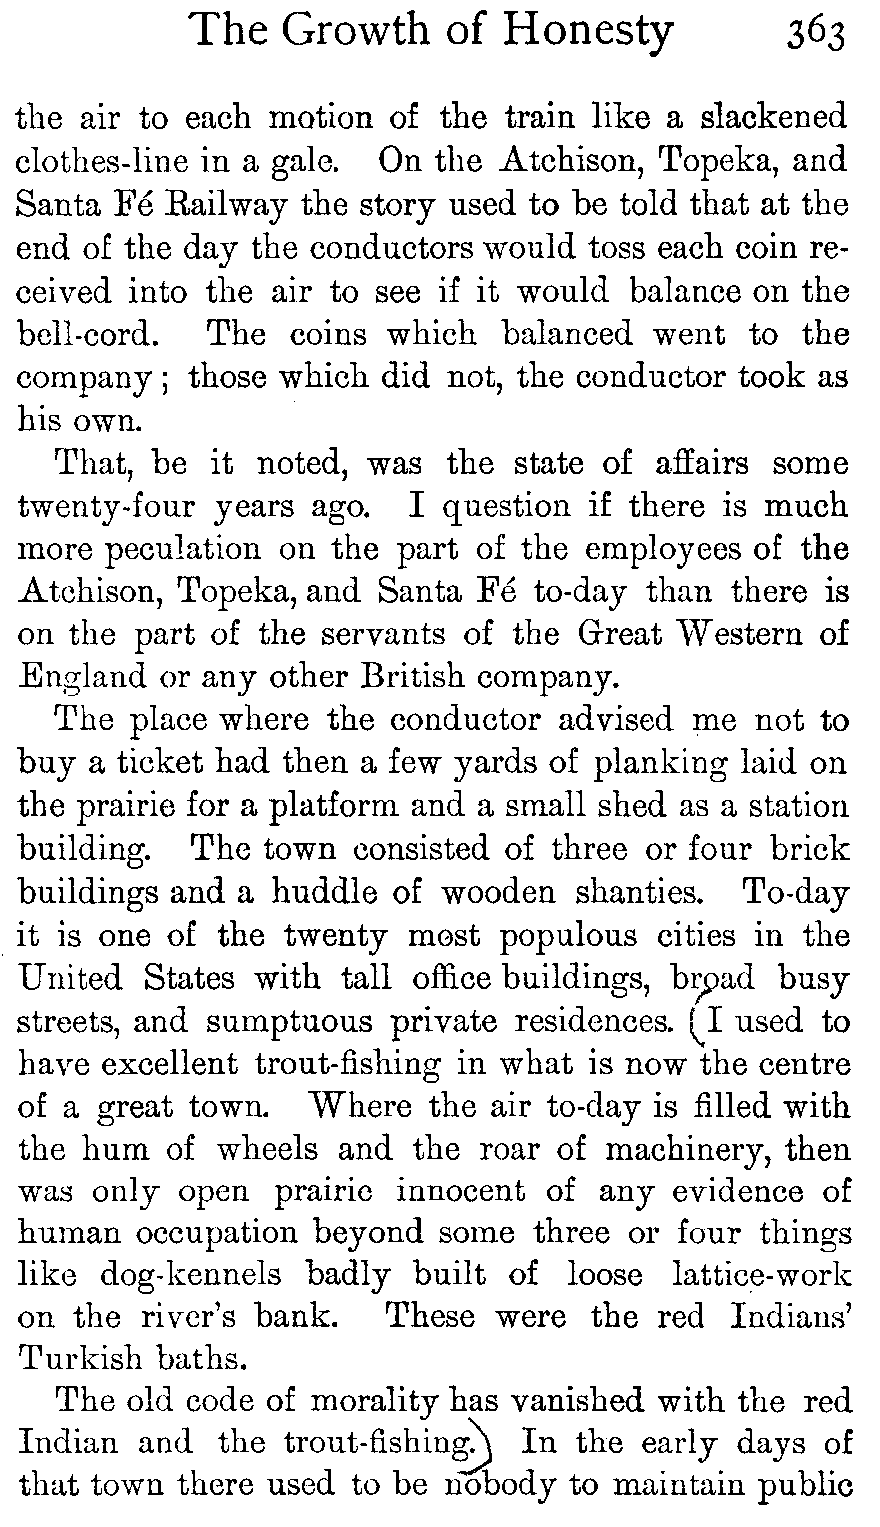 The Growth of Honesty 363
the air to each motion of the train like a slackened
clothes-line in a gale. On the Atchison, Topeka, and
Santa Fé Railway the story used to be told that at the
end of the day the conductors would toss each coin re-
ceived into the air to see if it would balance on the
bell-cord. The coins which balanced went to the
company; those which did not, the conductor took as
his own.
That, be it noted, was the state of affairs some
twenty-four years ago. I question if there is much
more peculation on the part of the employees of the
Atchison, Topeka, and Santa Fé to-day than there is
on the part of the servants of the Great Western of
England or any other British company.
The place where the conductor advised me not to
buy a ticket had then a few yards of planking laid on
the prairie for a platform and a small shed as a station
building. The town consisted of three or four brick
buildings and a huddle of wooden shanties. To-day
it is one of the twenty most populous cities in the
United States with tall office buildings, broad busy
streets, and sumptuous private residences. (I used to
have excellent trout-fishing in what is now the centre
of a great town. Where the air to-day is filled with
the hum of wheels and the roar of machinery, then
was only open prairie innocent of any evidence of
human occupation beyond some three or four things
like dog-kennels badly built of loose lattice-work
on the river's bank. These were the red Indians'
Turkish baths.
The old code of morality has vanished with the red
Indian and the trout-fishing.) In the early days of
that town there used to be nobody to maintain public